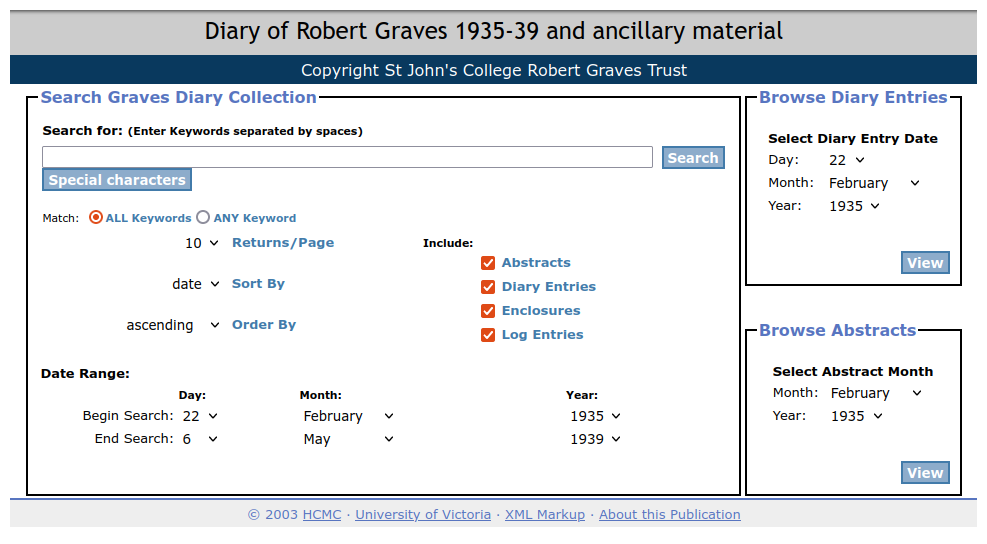 Diary of Robert Graves 1935-39 and ancillary material
Copyright St John's College Robert Graves Trust
Search Graves Diary Collection
Search for: (Enter Keywords separated by spaces)
Search
Special characters
Match: ALL Keywords ANY Keyword
10 Returns/Page
date Sort By
ascending Order By
Include:
Abstracts
Diary Entries
Enclosures
Log Entries
Date Range:
Day: Month: Year:
Begin Search: 22 February 1935
End Search: 6 May 1939
Browse Diary Entries
Select Diary Entry Date
Day: 22
Month: February
Year: 1935
View
Browse Abstracts
Select Abstract Month
Month: February
Year: 1935
View
© 2003 HCMC · University of Victoria · XML Markup · About this Publication